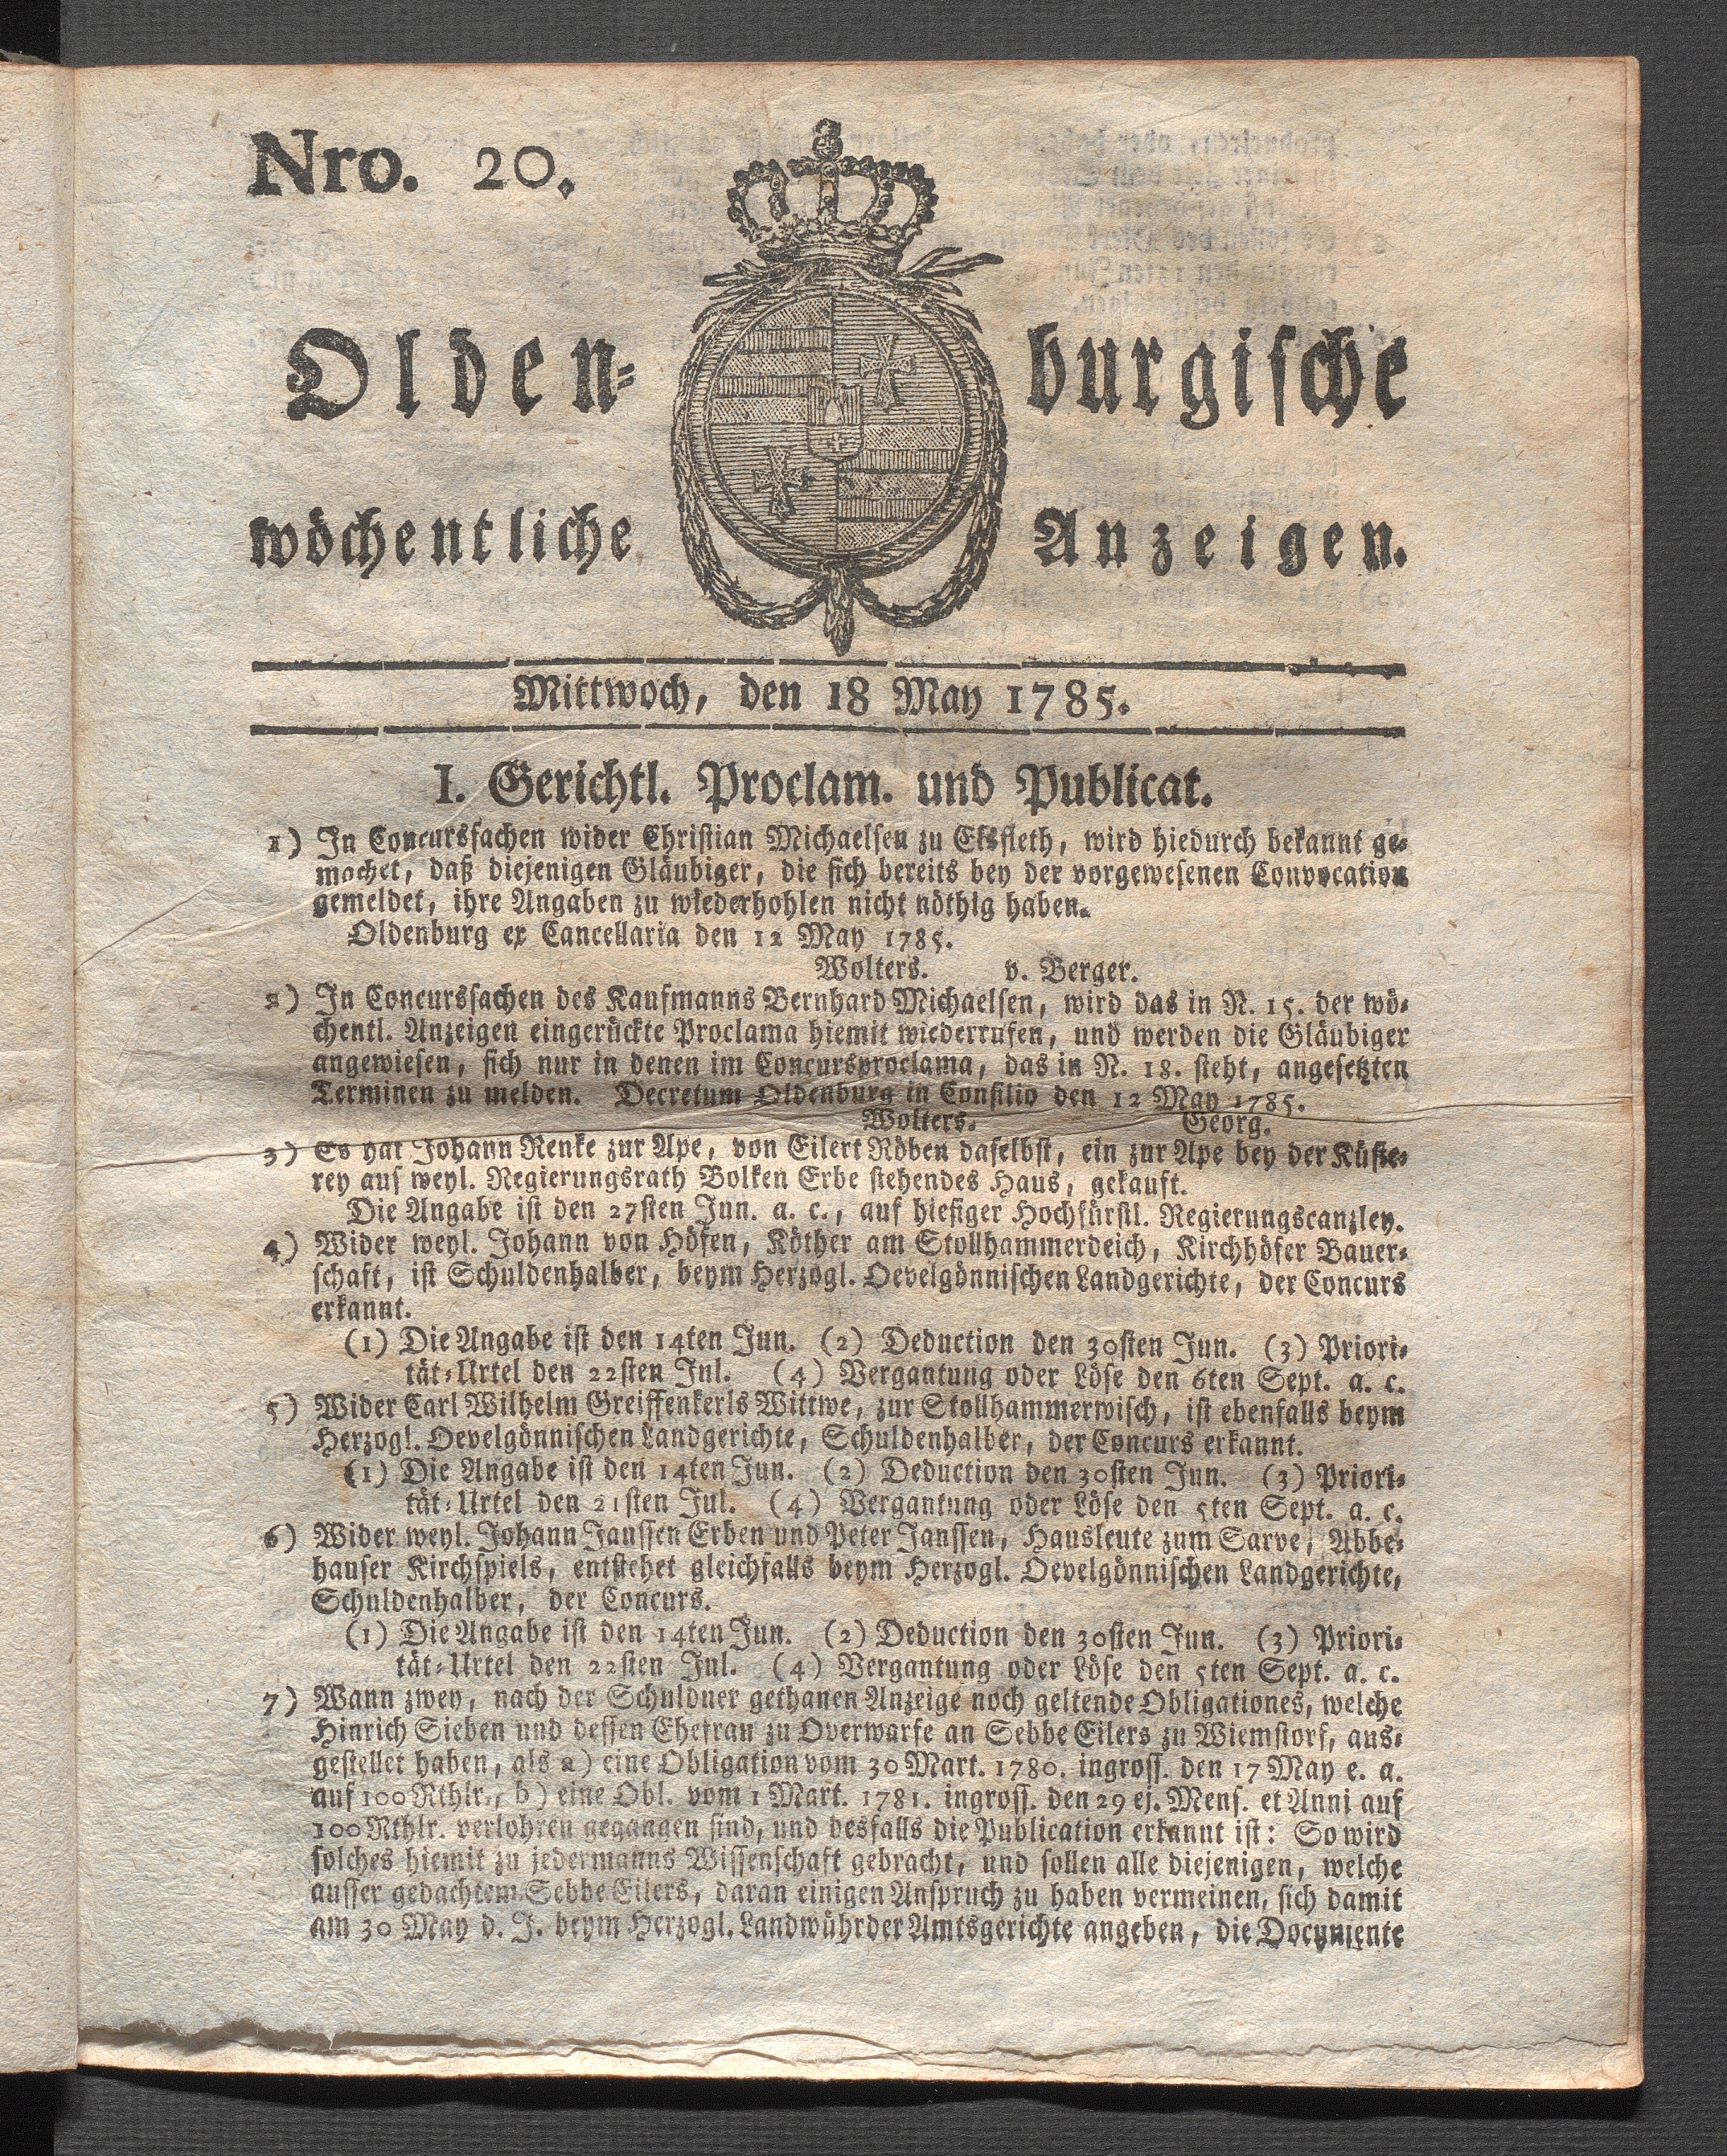 Nro. 20.
Olden-burgische
wöchentliche Anzeigen.
Mittwoch, den 18 May 1785.
I. Gerichtl. Proclam. und Publicat.
1) In Concurssachen wider Christian Michaelsen zu Elsfleth, wird hiedurch bekannt ge-
machet, daß diejenigen Gläubiger, die sich bereits bey der vorgewesenen Convocation
gemeldet, ihre Angaben zu wiederhohlen nicht nöthig haben.
Oldenburg ex Cancellaria den 12 May 1785.
Wolters. v. Berger.
2) In Concurssachen des Kaufmanns Bernhard Michaelsen, wird das in N. 15. der wö-
chentl. Anzeigen eingerückte Proclama hiemit wiederrufen, und werden die Gläubiger
angewiesen, sich nur in denen im Concursproclama, das in N. 18. steht, angesetzten
Terminen zu melden. Decretum Oldenburg in Consilio den 12 May 1785.
Wolters. Georg.
3) Es hat Johann Renke zur Ape, von Eilert Röben daselbst, ein zur Ape bey der Küste-
rey aus weyl. Regierungsrath Bolken Erbe stehendes Haus, gekauft.
Die Angabe ist den 27sten Jun. a. c., auf hiesiger Hochfürstl. Regierungscanzley.
4) Wider weyl. Johann von Höfen, Köther am Stollhammerdeich, Kirchhöfer Bauer-
schaft, ist Schuldenhalber, beym Herzogl. Oevelgönnischen Landgerichte, der Concurs
erkannt.
(1) Die Angabe ist den 14ten Jun. (2) Deduction den 30sten Jun. (3) Priori-
tät-Urtel den 22sten Jul. (4) Vergantung oder Löse den 6ten Sept. a. c.
5) Wider Carl Wilhelm Greiffenkerls Wittwe, zur Stollhammerwisch, ist ebenfalls beym
Herzogl. Oevelgönnischen Landgerichte, Schuldenhalber, der Concurs erkannt.
(1) Die Angabe ist den 14ten Jun. (2) Deduction den 30sten Jun. (3) Priori-
tät-Urtel den 21sten Jul. (4) Vergantung oder Löse den 5ten Sept. a. c.
6) Wider weyl. Johann Janssen Erben und Peter Janssen, Hausleute zum Sarve, Abbe-
hauser Kirchspiels, entstehet gleichfalls beym Herzogl. Oevelgönnischen Landgerichte,
Schuldenhalber, der Concurs.
(1) Die Angabe ist den 14ten Jun. (2) Deduction den 30sten Jun. (3) Priori-
tät-Urtel den 22sten Jul. (4) Vergantung oder Löse den 5ten Sept. a. c.
7) Wann zwey, nach der Schuldner gethanen Anzeige noch geltende Obligationes, welche
Hinrich Sieben und dessen Ehefrau zu Overwarfe an Sebbe Eilers zu Wiemstorf, aus-
gestellet haben, als a) eine Obligation vom 30 Mart. 1780. ingross. den 17 May e. a.
auf 100 Rthlr., b) eine Obl. vom 1 Mart. 1781. ingross. den 29 ej. Mens. et Anni auf
100 Rthlr. verlohren gegangen sind, und desfalls die Publication erkannt ist: So wird
solches hiemit zu jedermanns Wissenschaft gebracht, und sollen alle diejenigen, welche
ausser gedachtem Sebbe Eilers, daran einigen Anspruch zu haben vermeinen, sich damit
am 30 May d. J. beym Herzogl. Landwührder Amtsgerichte angeben, die Documente